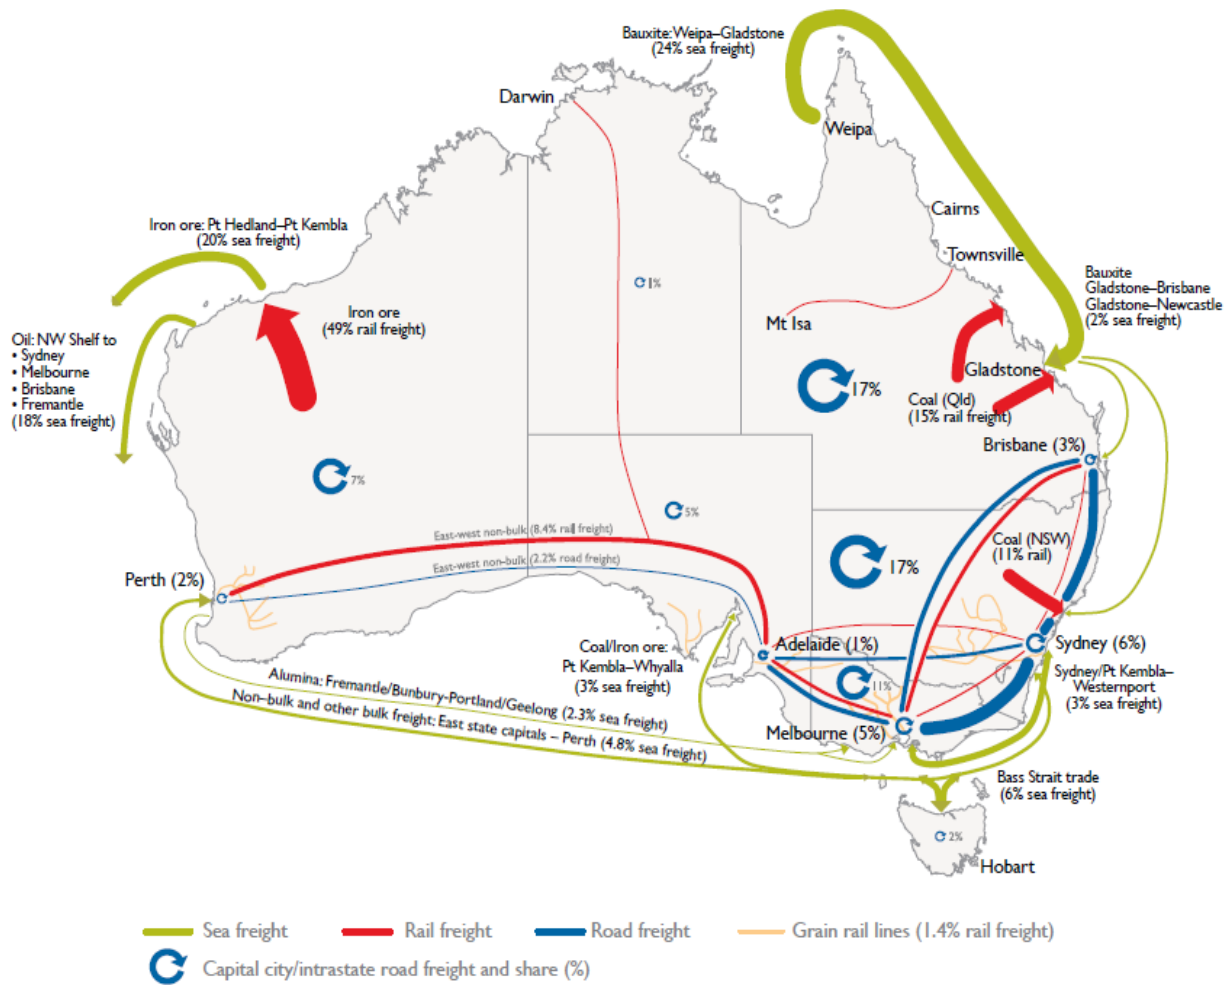 Bauxite: Weipa–Gladstone
(24% sea freight)
Darwin
Weipa
Cairns
Iron ore: Pt Hedland–Pt Kembla
(20% sea freight)
Townsville
Bauxite
Gladstone–Brisbane
Gladstone–Newcastle
(2% sea freight)
1%
Iron ore
(49% rail freight)
Mt Isa
Oil: NW Shelf to
• Sydney
• Melbourne
• Brisbane
• Fremantle
(18% sea freight)
Gladstone
17%
Coal (Qld)
(15% rail freight)
Brisbane (3%)
7%
5%
East-west non-bulk (8.4% rail freight)
Coal (NSW)
(11% rail)
East-west non-bulk (2.2% road freight)
17%
Perth (2%)
Coal/Iron ore:
Pt Kembla–Whyalla
(3% sea freight)
Adelaide (1%)
Sydney (6%)
Sydney/Pt Kembla–
Westernport
(3% sea freight)
11%
Alumina: Fremantle/Bunbury-Portland/Geelong (2.3% sea freight)
Non–bulk and other bulk freight: East state capitals – Perth (4.8% sea freight)
Melbourne (5%)
Bass Strait trade
(6% sea freight)
2%
Hobart
Sea freight
Rail freight
Road freight
Grain rail lines (1.4% rail freight)
Capital city/intrastate road freight and share (%)